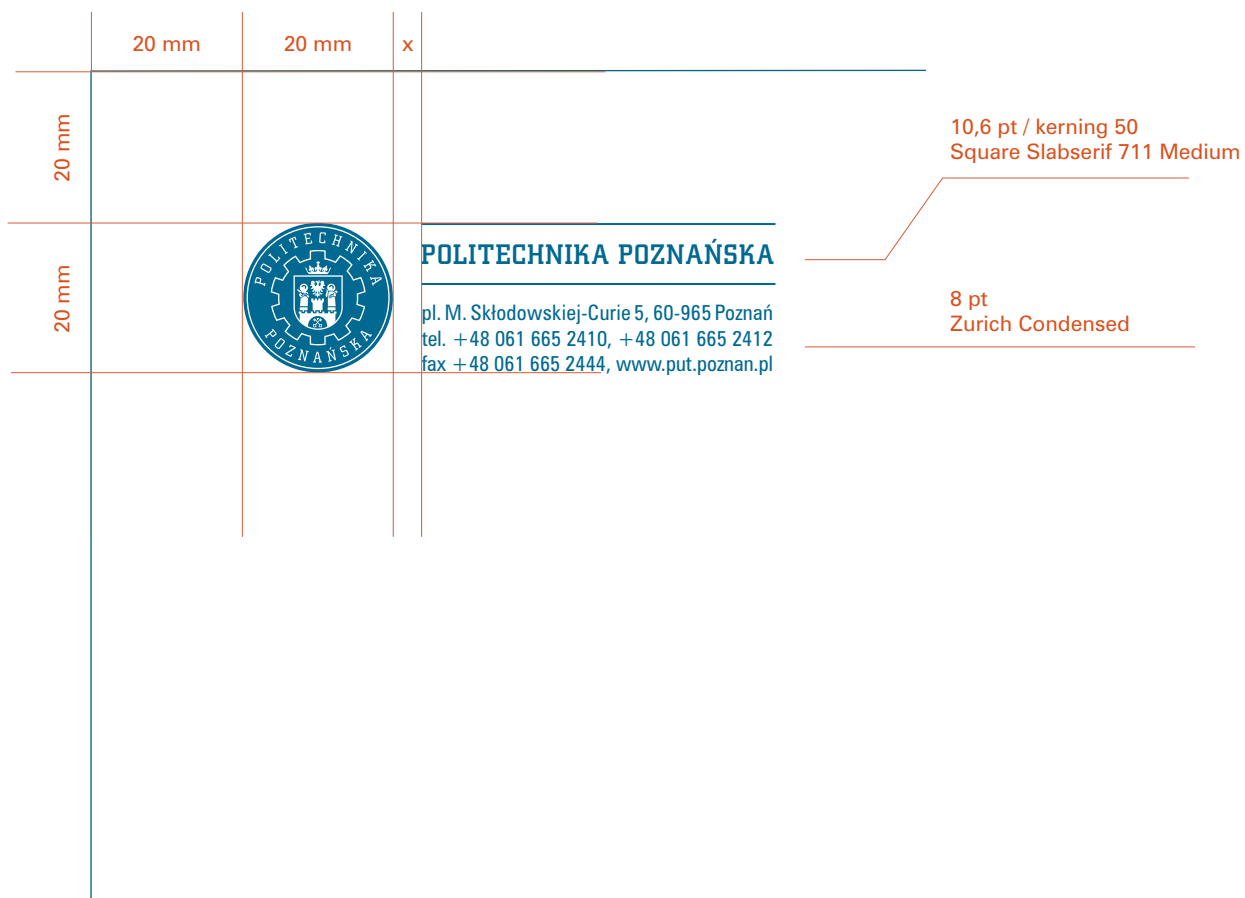 20 mm
20 mm
x
20 mm
10,6 pt / kerning 50
Square Slabserif 711 Medium
20 mm
POLITECHNIKA
POZNAŃSKA
POLITECHNIKA POZNAŃSKA
pl. M. Skłodowskiej-Curie 5, 60-965 Poznań
tel. +48 061 665 2410, +48 061 665 2412
fax +48 061 665 2444, www.put.poznan.pl
8 pt
Zurich Condensed